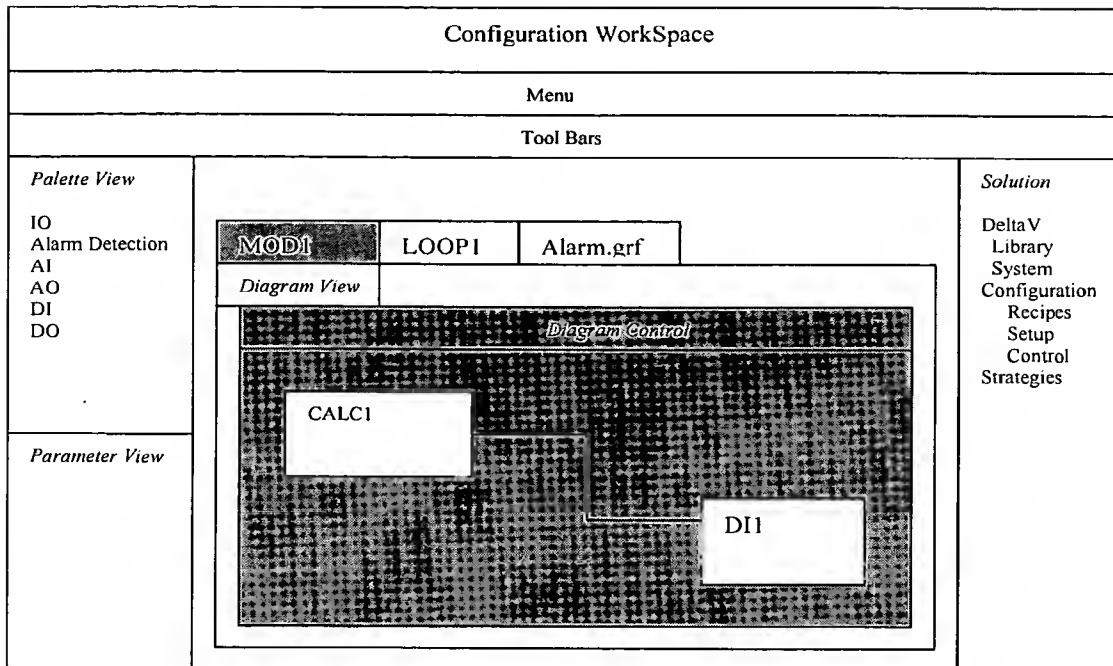 Configuration WorkSpace
Menu
Tool Bars
Palette View
IO
Alarm Detection
AI
AO
DI
DO
Parameter View
MOD1
LOOP1
Alarm.grf
Diagram View
Diagram Control
CALC1
DI1
Solution
DeltaV
Library
System
Configuration
Recipes
Setup
Control
Strategies